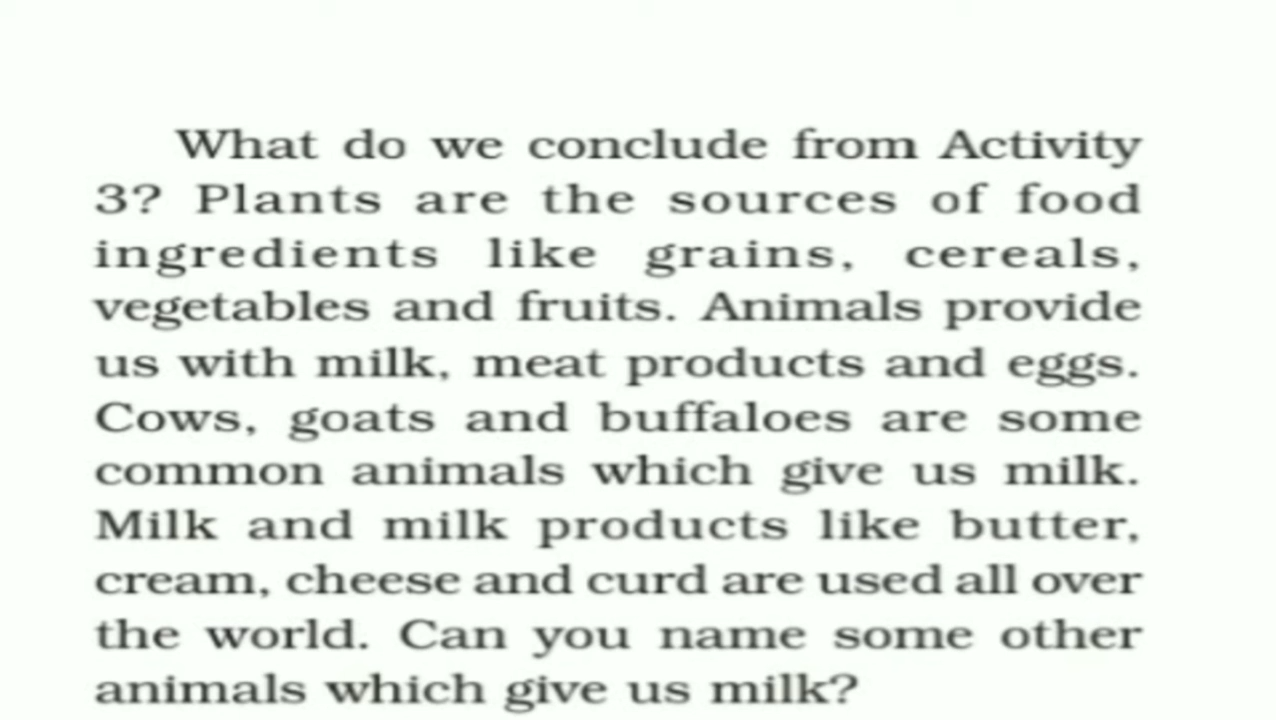 What do we conclude from Activity
3? Plants are the sources of food
ingredients like grains, cereals,
vegetables and fruits. Animals provide
us with milk, meat products and eggs.
Cows, goats and buffaloes are some
common animals which give us milk.
Milk and milk products like butter,
cream, cheese and curd are used all over
the world. Can you name some other
animals which give us milk?